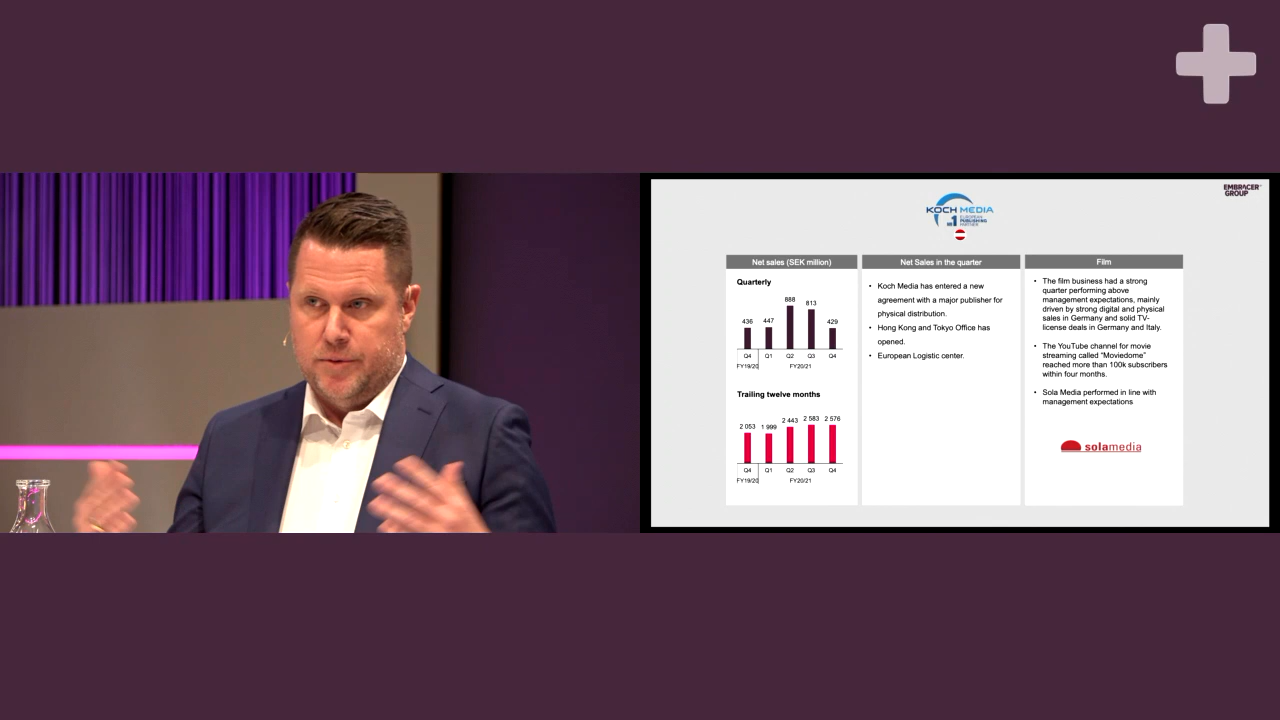 EMBRACER
GROUP
KOCH MEDIA
NO 1 EUROPEAN
PUBLISHING
PARTNER
Net sales (SEK million)
Quarterly
436 447 888 813 429
Q4 Q1 Q2 Q3 Q4
FY19/20 FY20/21
Trailing twelve months
2 053 1 999 2 443 2 583 2 576
Q4 Q1 Q2 Q3 Q4
FY19/20 FY20/21
Net Sales in the quarter
• Koch Media has entered a new
agreement with a major publisher for
physical distribution.
• Hong Kong and Tokyo Office has
opened.
• European Logistic center.
Film
• The film business had a strong
quarter performing above
management expectations, mainly
driven by strong digital and physical
sales in Germany and solid TV-
license deals in Germany and Italy.
• The YouTube channel for movie
streaming called “Moviedome”
reached more than 100k subscribers
within four months.
• Sola Media performed in line with
management expectations
solamedia